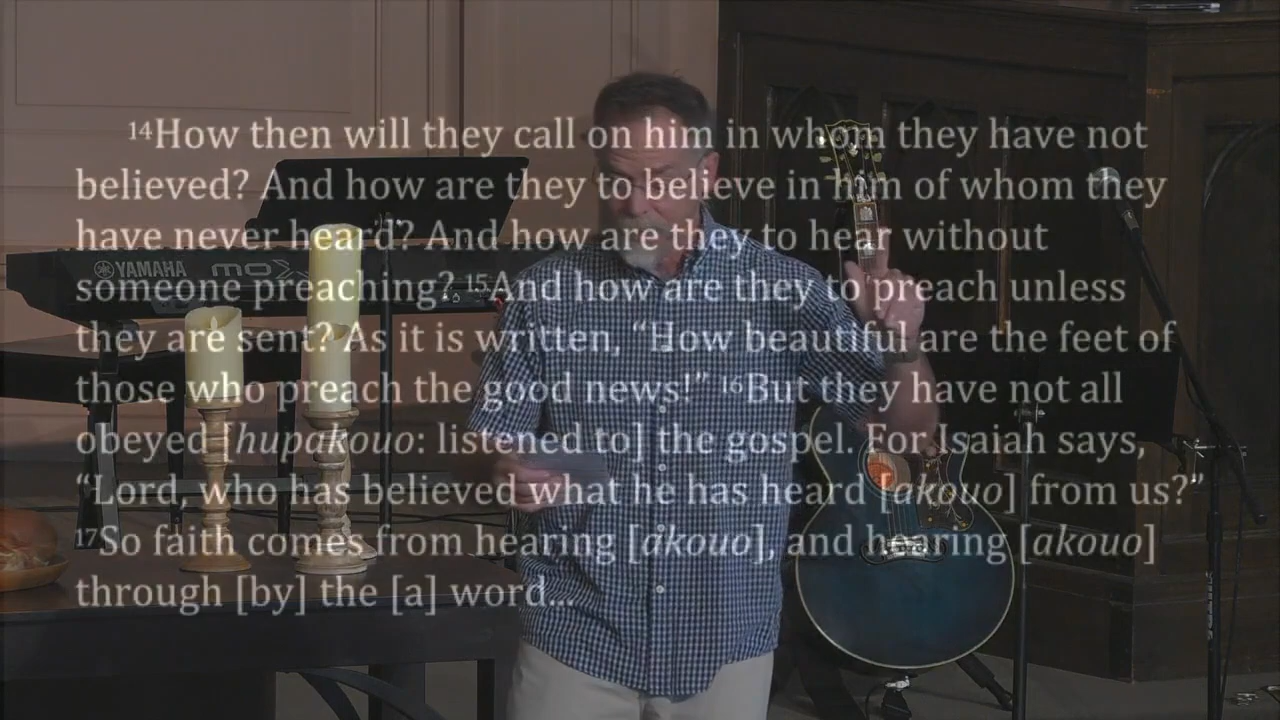 ¹⁴How then will they call on him in whom they have not
believed? And how are they to believe in him of whom they
have never heard? And how are they to hear without
someone preaching? ¹⁵And how are they to preach unless
they are sent? As it is written, “How beautiful are the feet of
those who preach the good news!” ¹⁶But they have not all
obeyed [hupakouo: listened to] the gospel. For Isaiah says,
“Lord, who has believed what he has heard [akouo] from us?”
¹⁷So faith comes from hearing [akouo], and hearing [akouo]
through [by] the [a] word...
YAMAHA